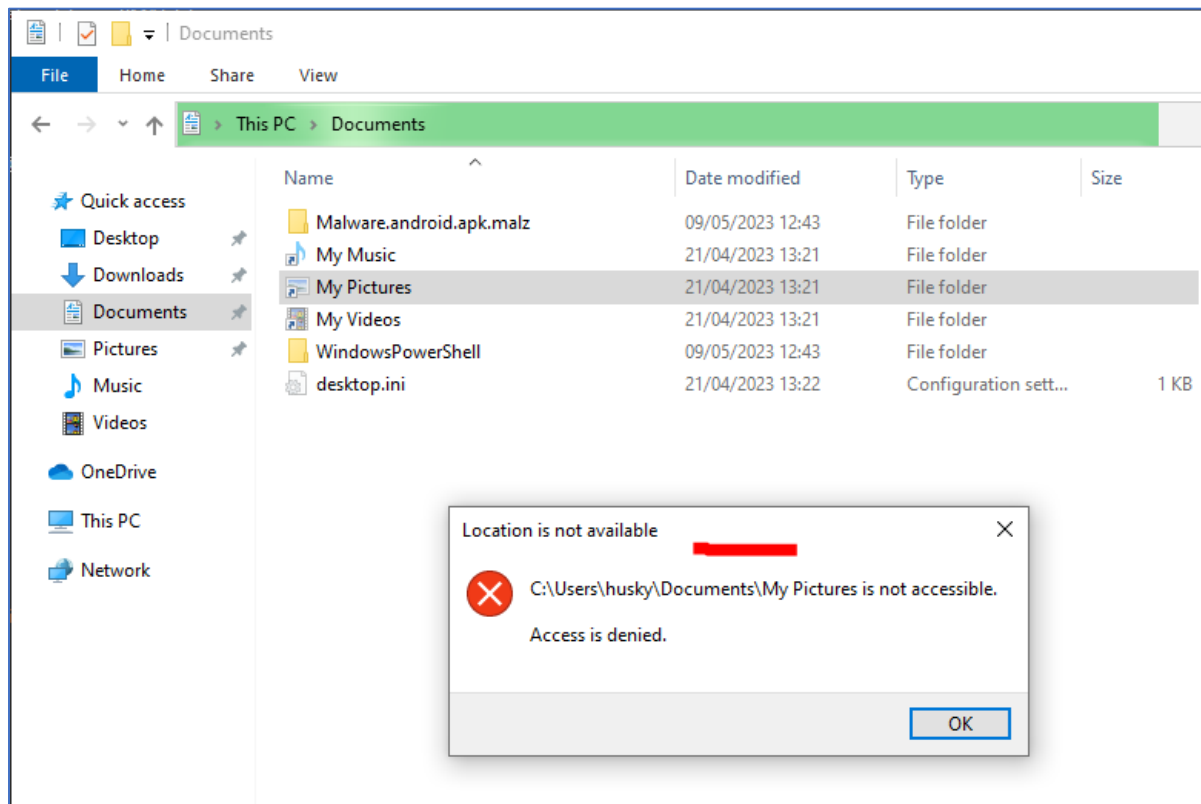 Documents
File Home Share View
This PC > Documents
Name Date modified Type Size
Quick access
Desktop
Downloads
Documents
Pictures
Music
Videos
OneDrive
This PC
Network
Malware.android.apk.malz 09/05/2023 12:43 File folder
My Music 21/04/2023 13:21 File folder
My Pictures 21/04/2023 13:21 File folder
My Videos 21/04/2023 13:21 File folder
WindowsPowerShell 09/05/2023 12:43 File folder
desktop.ini 21/04/2023 13:22 Configuration sett... 1 KB
Location is not available
C:\Users\husky\Documents\My Pictures is not accessible.
Access is denied.
OK